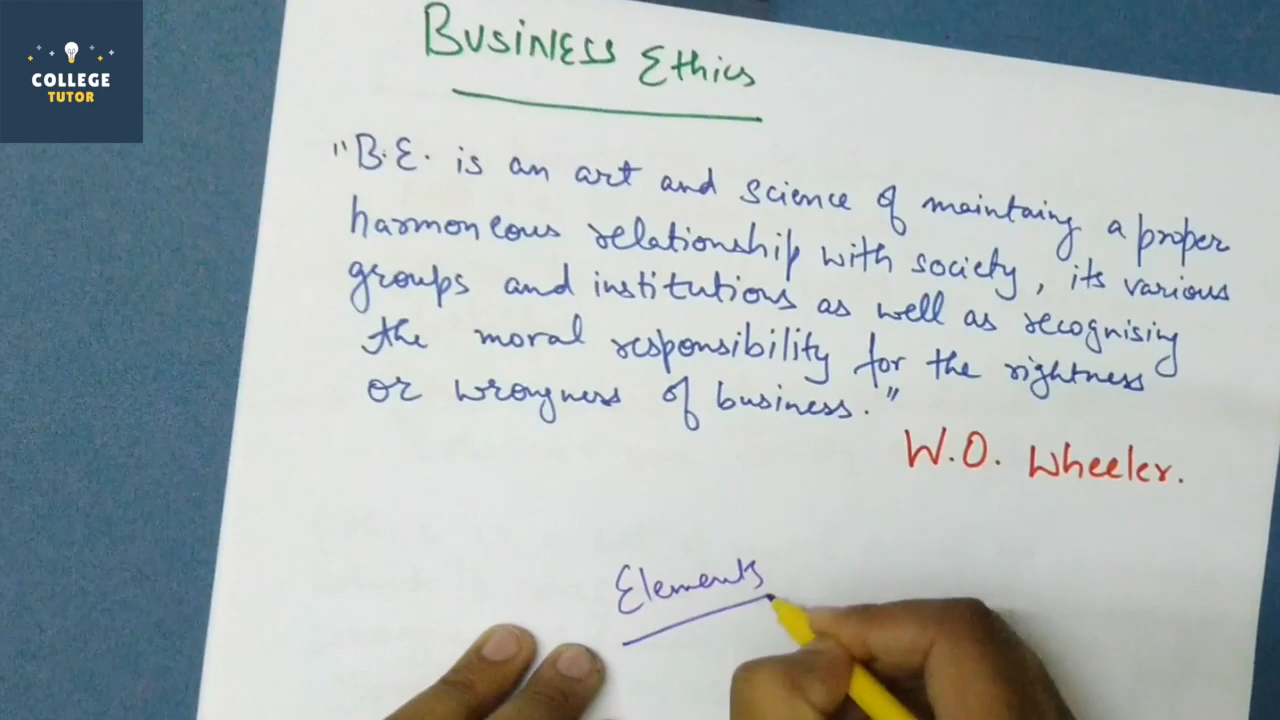 COLLEGE
TUTOR
BUSINESS Ethics
"B.E. is an art and science of maintaing a proper
harmoneous relationship with society, its various
groups and institutions as well as recognising
the moral responsibility for the rightness
or wrongness of business."
W.O. Wheeler.
Elements